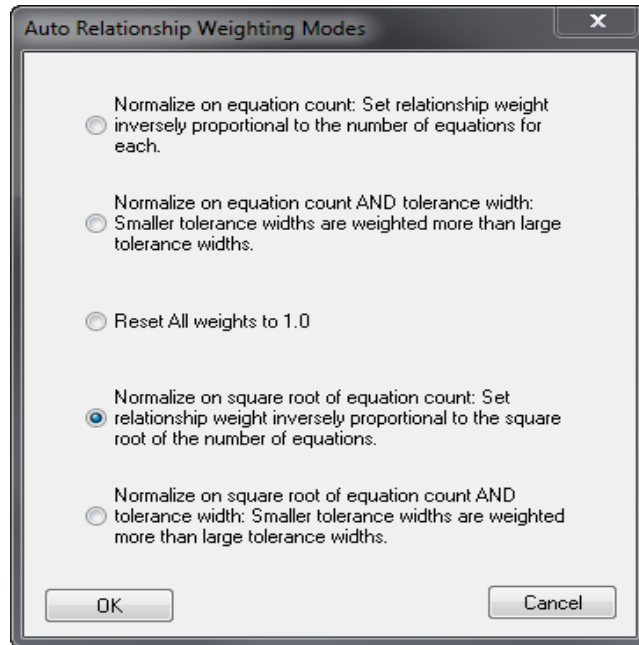 Auto Relationship Weighting Modes
x
Normalize on equation count: Set relationship weight
inversely proportional to the number of equations for
each.
Normalize on equation count AND tolerance width:
Smaller tolerance widths are weighted more than large
tolerance widths.
Reset All weights to 1.0
Normalize on square root of equation count: Set
relationship weight inversely proportional to the square
root of the number of equations.
Normalize on square root of equation count AND
tolerance width: Smaller tolerance widths are weighted
more than large tolerance widths.
OK
Cancel